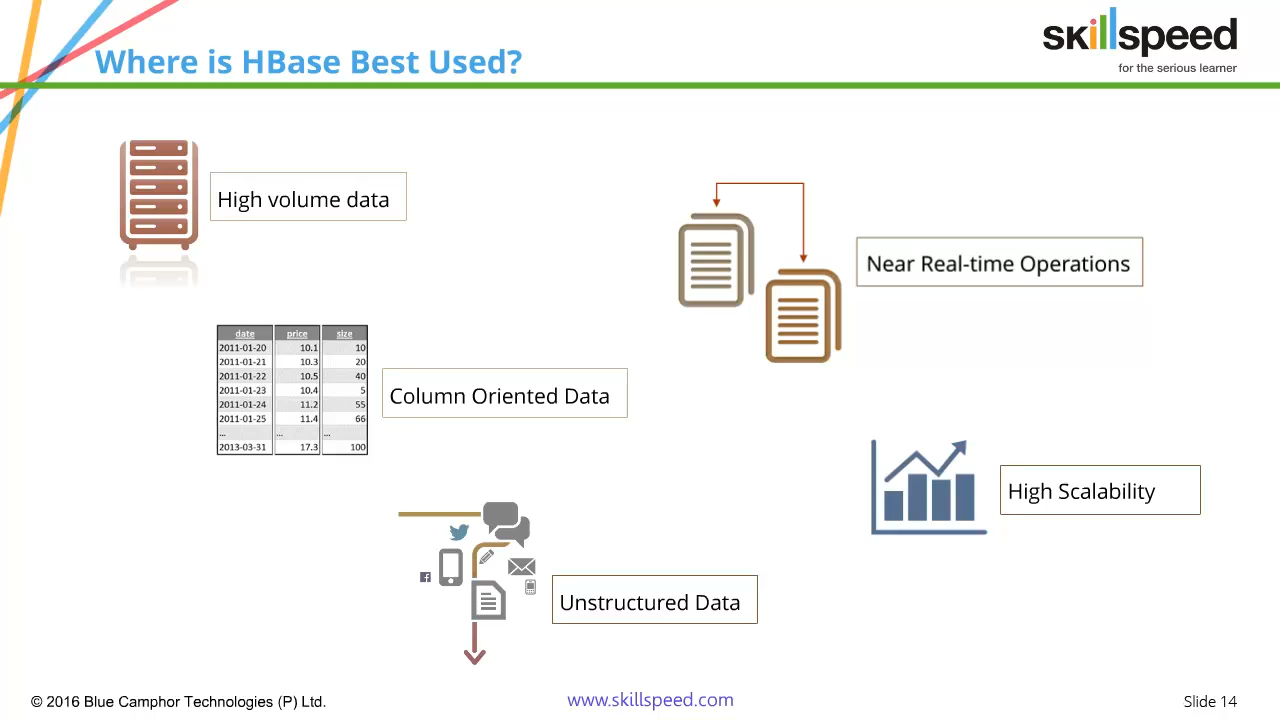 Where is HBase Best Used?
skillspeed
for the serious learner
High volume data
Near Real-time Operations
date price size
2011-01-20 10.1 10
2011-01-21 10.3 20
2011-01-22 10.5 40
2011-01-23 10.4 5
2011-01-24 11.2 55
2011-01-25 11.4 66
... ... ...
2013-03-31 17.3 100
Column Oriented Data
High Scalability
Unstructured Data
© 2016 Blue Camphor Technologies (P) Ltd.
www.skillspeed.com
Slide 14